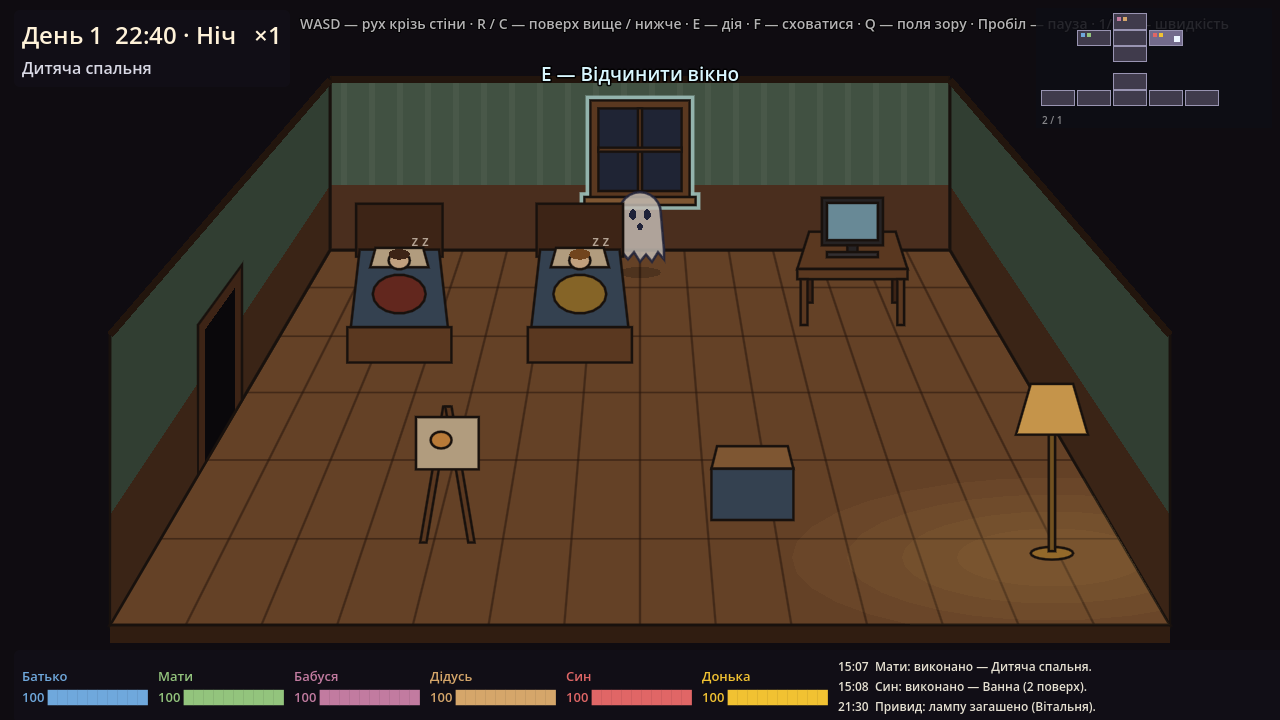 День 1 22:40 · Ніч ×1
Дитяча спальня
WASD — рух крізь стіни · R / C — поверх вище / нижче · E — дія · F — сховатися · Q — поля зору · Пробіл — пауза · 1/ — швидкість
2 / 1
E — Відчинити вікно
z z
z z
Батько
100
Мати
100
Бабуся
100
Дідусь
100
Син
100
Донька
100
15:07 Мати: виконано — Дитяча спальня.
15:08 Син: виконано — Ванна (2 поверх).
21:30 Привид: лампу загашено (Вітальня).